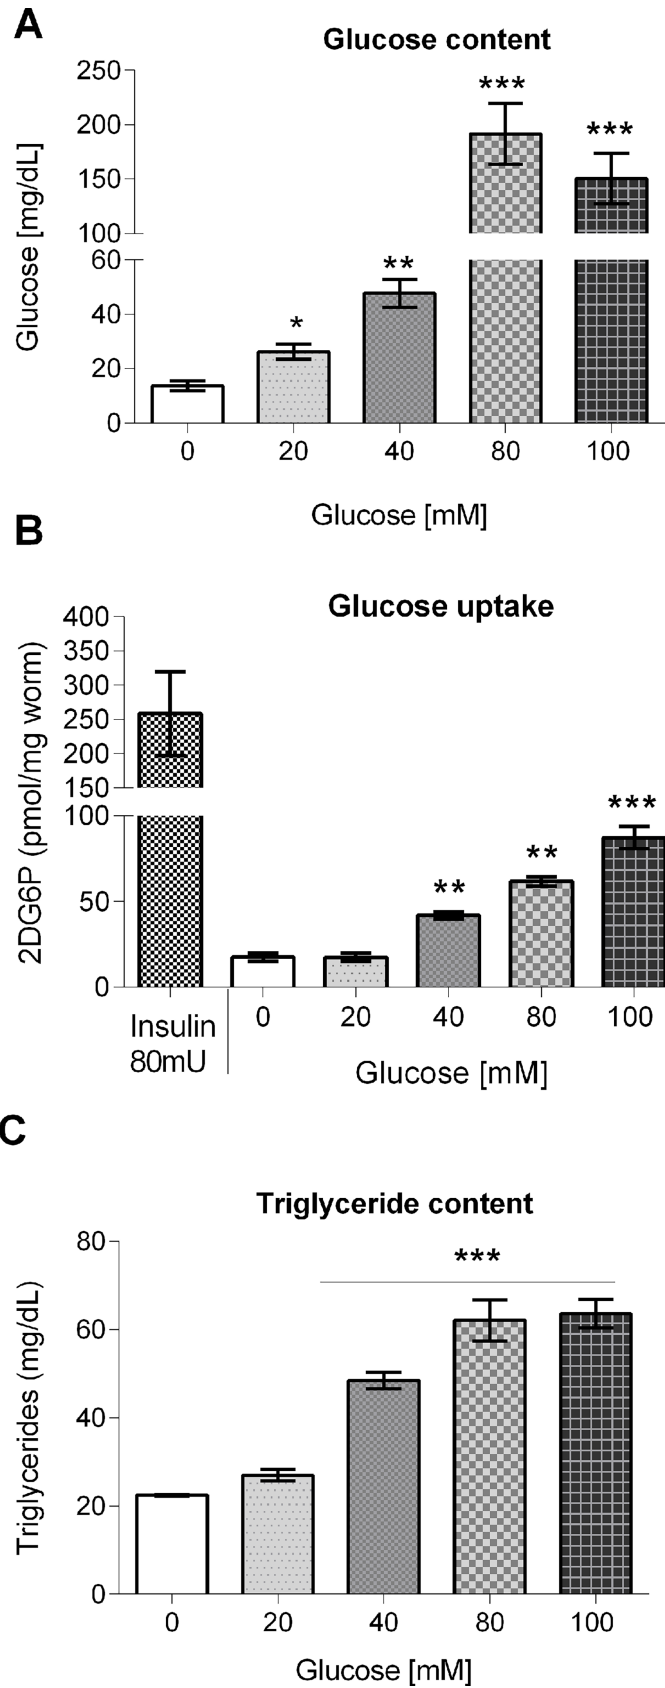 A
Glucose content
Glucose [mg/dL]
250
200
150
100
60
40
20
0
***
***
**
*
0 20 40 80 100
Glucose [mM]
B
Glucose uptake
2DG6P (pmol/mg worm)
400
350
300
250
200
150
100
50
0
***
**
**
Insulin
80mU
0 20 40 80 100
Glucose [mM]
C
Triglyceride content
Triglycerides (mg/dL)
80
60
40
20
0
***
0 20 40 80 100
Glucose [mM]